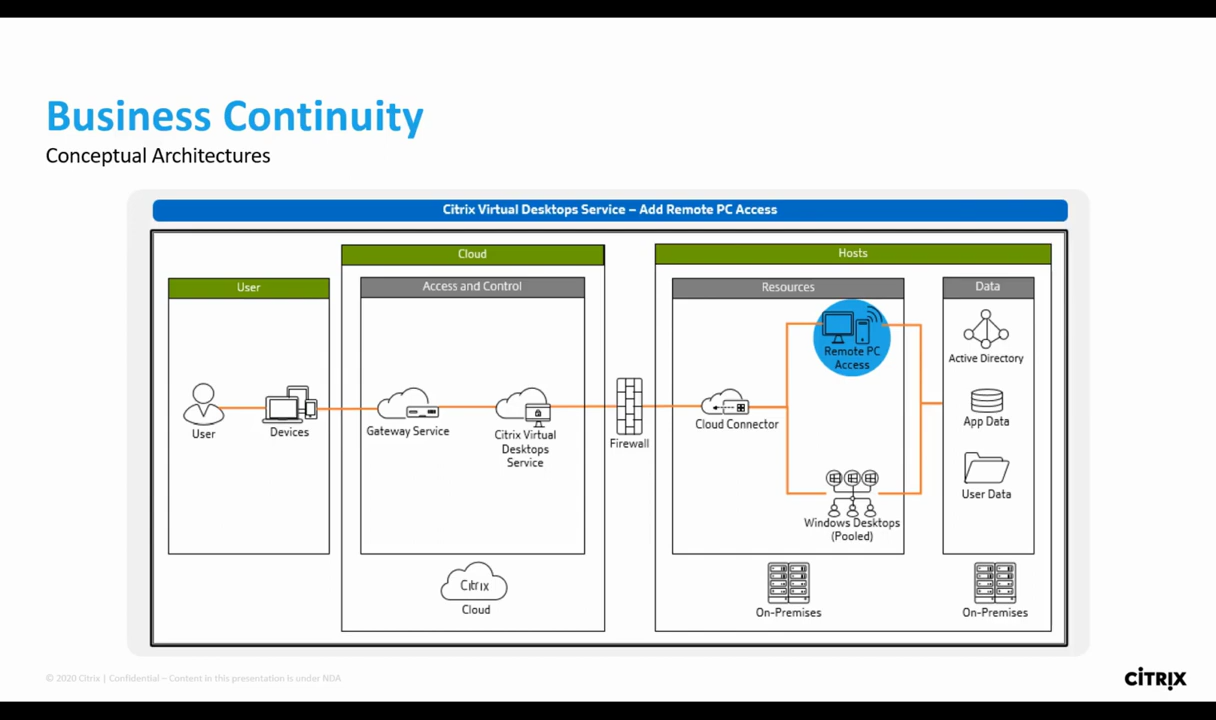 Business Continuity
Conceptual Architectures
Citrix Virtual Desktops Service – Add Remote PC Access
Cloud
Hosts
User
Access and Control
Resources
Data
Remote PC
Access
Active Directory
User
Devices
Gateway Service
Citrix Virtual
Desktops
Service
Firewall
Cloud Connector
App Data
User Data
Windows Desktops
(Pooled)
Citrix
Cloud
On-Premises
On-Premises
© 2020 Citrix | Confidential – Content in this presentation is under NDA
CITRIX